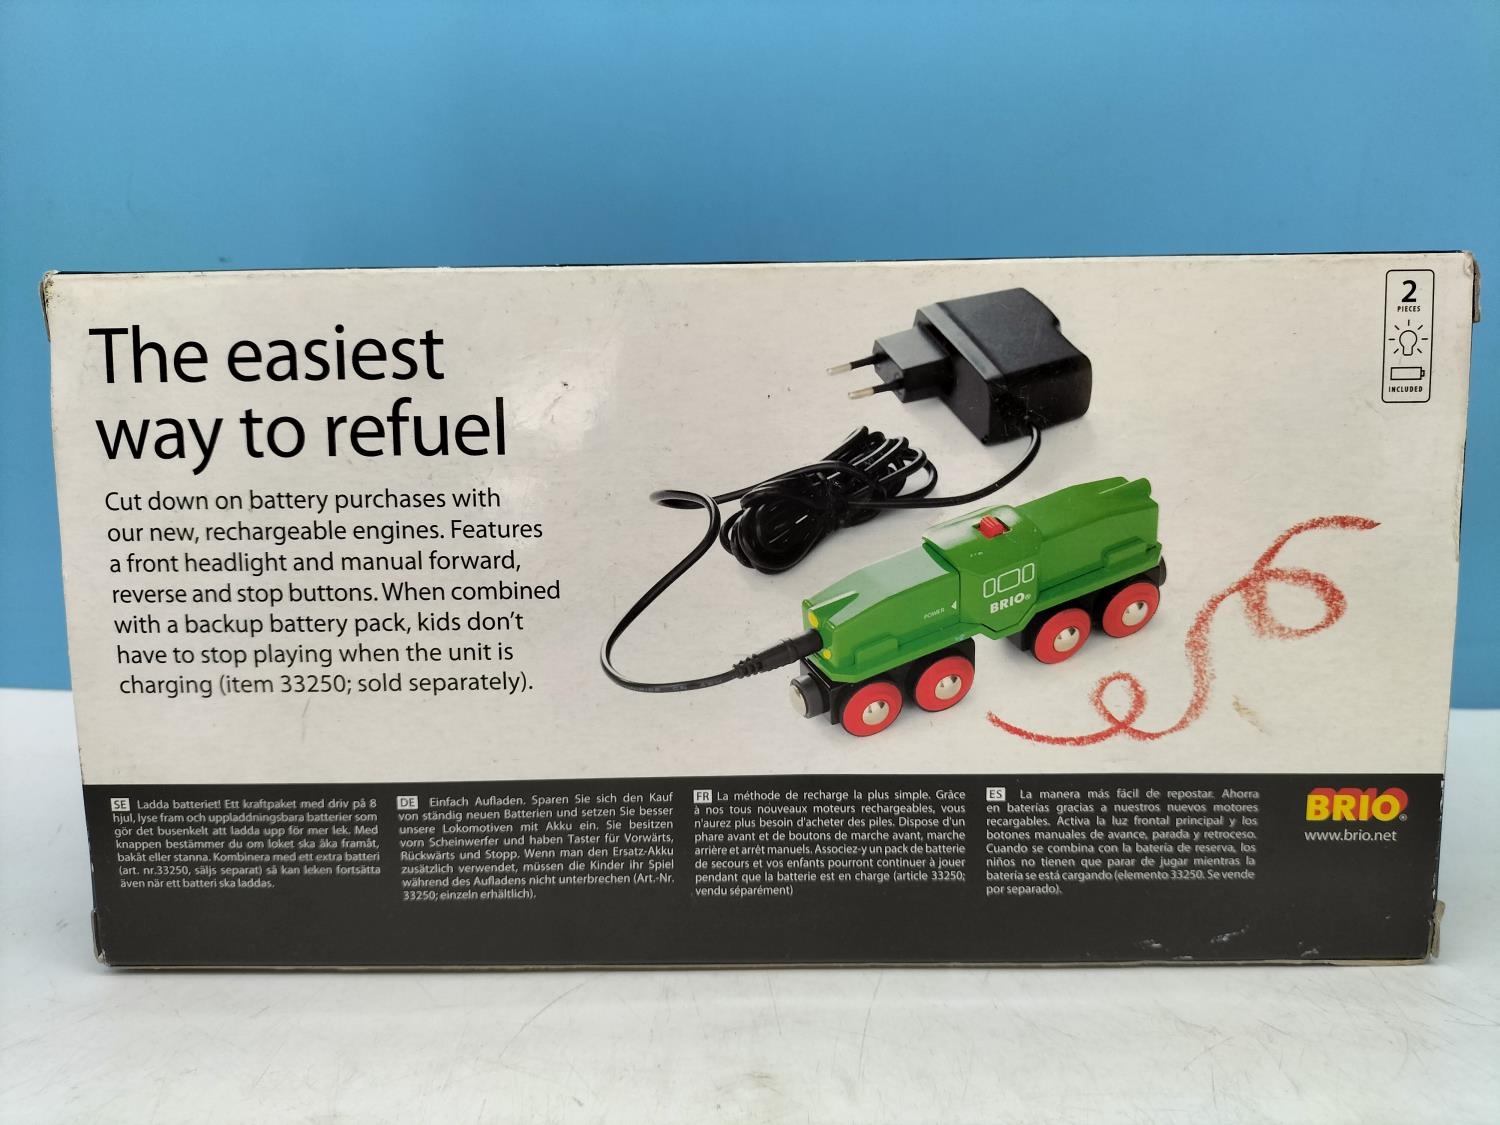 The easiest
way to refuel
Cut down on battery purchases with
our new, rechargeable engines. Features
a front headlight and manual forward,
reverse and stop buttons. When combined
with a backup battery pack, kids don't
have to stop playing when the unit is
charging (item 33250; sold separately).
2
PIECES
INCLUDED
POWER
BRIO®
SE Ladda batteriet! Ett kraftpaket med driv på 8
hjul, lyse fram och uppladdningsbara batterier som
gör det busenkelt att ladda upp för mer lek. Med
knappen bestämmer du om loket ska åka framåt,
bakåt eller stanna. Kombinera med ett extra batteri
(art. nr.33250, säljs separat) så kan leken fortsätta
även när ett batteri ska laddas.
DE Einfach Aufladen. Sparen Sie sich den Kauf
von ständig neuen Batterien und setzen Sie besser
unsere Lokomotiven mit Akku ein. Sie besitzen
vorn Scheinwerfer und haben Taster für Vorwärts,
Rückwärts und Stopp. Wenn man den Ersatz-Akku
zusätzlich verwendet, müssen die Kinder ihr Spiel
während des Aufladens nicht unterbrechen (Art.-Nr.
33250; einzeln erhältlich).
FR La méthode de recharge la plus simple. Grâce
à nos tous nouveaux moteurs rechargeables, vous
n'aurez plus besoin d'acheter des piles. Dispose d'un
phare avant et de boutons de marche avant, marche
arrière et arrêt manuels. Associez-y un pack de batterie
de secours et vos enfants pourront continuer à jouer
pendant que la batterie est en charge (article 33250;
vendu séparément)
ES La manera más fácil de repostar. Ahorra
en baterías gracias a nuestros nuevos motores
recargables. Activa la luz frontal principal y los
botones manuales de avance, parada y retroceso.
Cuando se combina con la batería de reserva, los
niños no tienen que parar de jugar mientras la
batería se está cargando (elemento 33250. Se vende
por separado).
BRIO®
www.brio.net